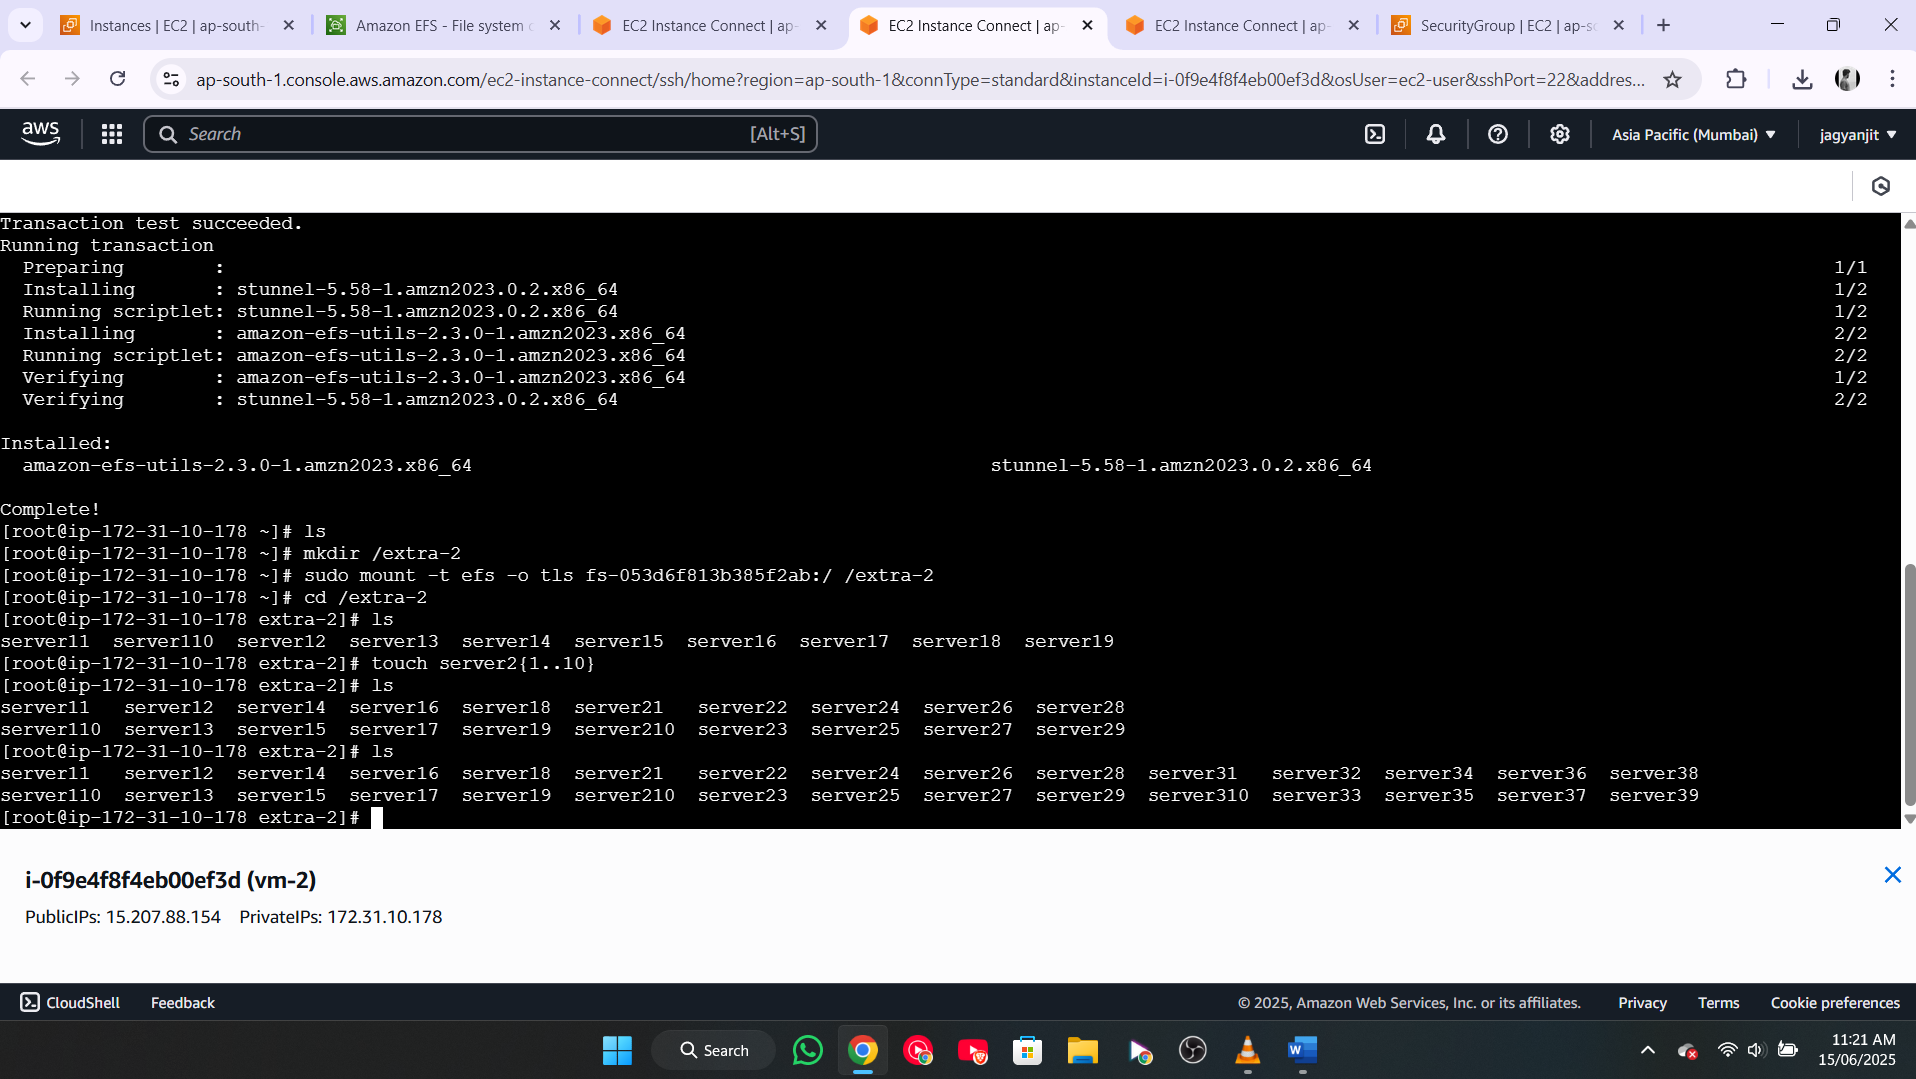 Instances | EC2 | ap-south- Amazon EFS - File system EC2 Instance Connect | ap- EC2 Instance Connect | ap- EC2 Instance Connect | ap- SecurityGroup | EC2 | ap-s
ap-south-1.console.aws.amazon.com/ec2-instance-connect/ssh/home?region=ap-south-1&connType=standard&instanceId=i-0f9e4f8f4eb00ef3d&osUser=ec2-user&sshPort=22&addres...
aws Search [Alt+S] Asia Pacific (Mumbai) ▼ jagyanjit ▼
Transaction test succeeded.
Running transaction
Preparing : 1/1
Installing : stunnel-5.58-1.amzn2023.0.2.x86_64 1/2
Running scriptlet: stunnel-5.58-1.amzn2023.0.2.x86_64 1/2
Installing : amazon-efs-utils-2.3.0-1.amzn2023.x86_64 2/2
Running scriptlet: amazon-efs-utils-2.3.0-1.amzn2023.x86_64 2/2
Verifying : amazon-efs-utils-2.3.0-1.amzn2023.x86_64 1/2
Verifying : stunnel-5.58-1.amzn2023.0.2.x86_64 2/2
Installed:
amazon-efs-utils-2.3.0-1.amzn2023.x86_64 stunnel-5.58-1.amzn2023.0.2.x86_64
Complete!
[root@ip-172-31-10-178 ~]# ls
[root@ip-172-31-10-178 ~]# mkdir /extra-2
[root@ip-172-31-10-178 ~]# sudo mount -t efs -o tls fs-053d6f813b385f2ab:/ /extra-2
[root@ip-172-31-10-178 ~]# cd /extra-2
[root@ip-172-31-10-178 extra-2]# ls
server11 server110 server12 server13 server14 server15 server16 server17 server18 server19
[root@ip-172-31-10-178 extra-2]# touch server2{1..10}
[root@ip-172-31-10-178 extra-2]# ls
server11 server12 server14 server16 server18 server21 server22 server24 server26 server28
server110 server13 server15 server17 server19 server210 server23 server25 server27 server29
[root@ip-172-31-10-178 extra-2]# ls
server11 server12 server14 server16 server18 server21 server22 server24 server26 server28 server31 server32 server34 server36 server38
server110 server13 server15 server17 server19 server210 server23 server25 server27 server29 server310 server33 server35 server37 server39
[root@ip-172-31-10-178 extra-2]#
i-0f9e4f8f4eb00ef3d (vm-2)
PublicIPs: 15.207.88.154 PrivateIPs: 172.31.10.178
CloudShell Feedback © 2025, Amazon Web Services, Inc. or its affiliates. Privacy Terms Cookie preferences
Search 11:21 AM
15/06/2025